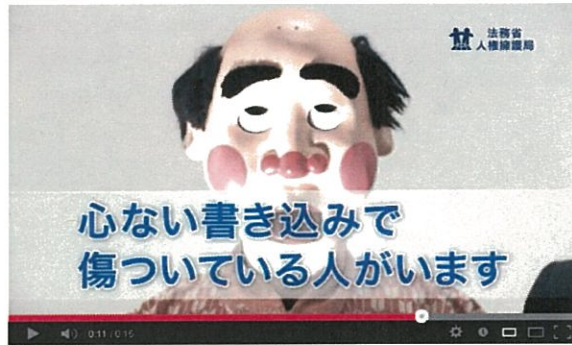 法務省
人権擁護局
心ない書き込みで
傷ついている人がいます
0:11 / 0:15